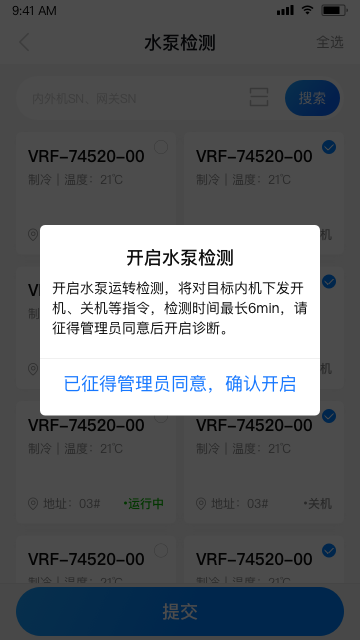 9:41 AM
水泵检测
全选
内外机SN、网关SN
搜索
VRF-74520-00
VRF-74520-00
制冷 | 温度：21℃
制冷 | 温度：21℃
机
开启水泵检测
开启水泵运转检测，将对目标内机下发开
机、关机等指令，检测时间最长6min，请
征得管理员同意后开启诊断。
机
已征得管理员同意，确认开启
VRF-74520-00
VRF-74520-00
制冷 | 温度：21℃
制冷 | 温度：21℃
地址：03# •运行中
地址：03# •关机
VRF-74520-00
VRF-74520-00
制冷 | 温度：21℃
制冷 | 温度：21℃
提交